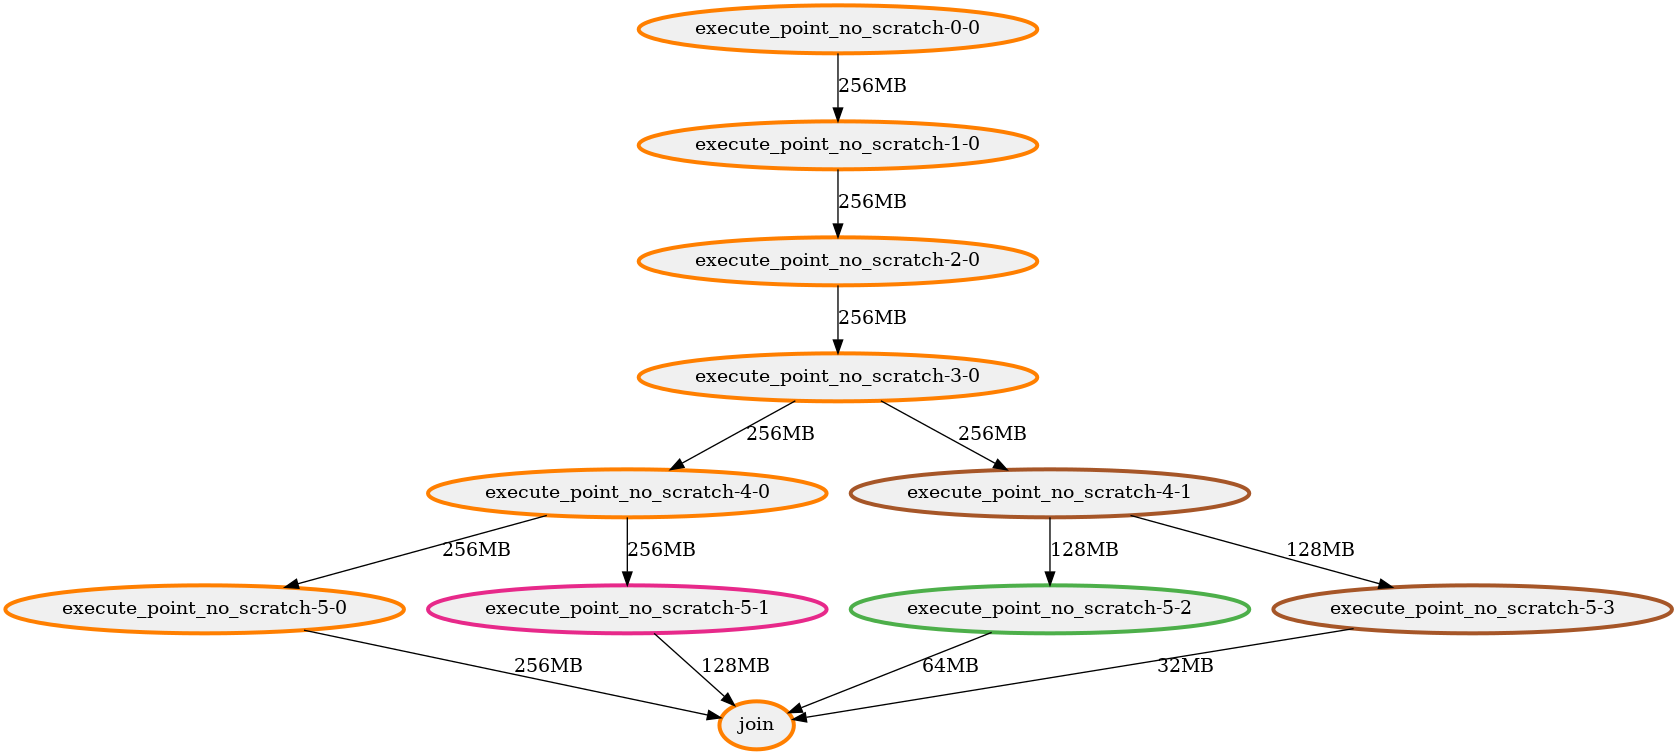 execute_point_no_scratch-0-0
256MB
execute_point_no_scratch-1-0
256MB
execute_point_no_scratch-2-0
256MB
execute_point_no_scratch-3-0
256MB
256MB
execute_point_no_scratch-4-0
execute_point_no_scratch-4-1
256MB
256MB
128MB
128MB
execute_point_no_scratch-5-0
execute_point_no_scratch-5-1
execute_point_no_scratch-5-2
execute_point_no_scratch-5-3
256MB
128MB
64MB
32MB
join